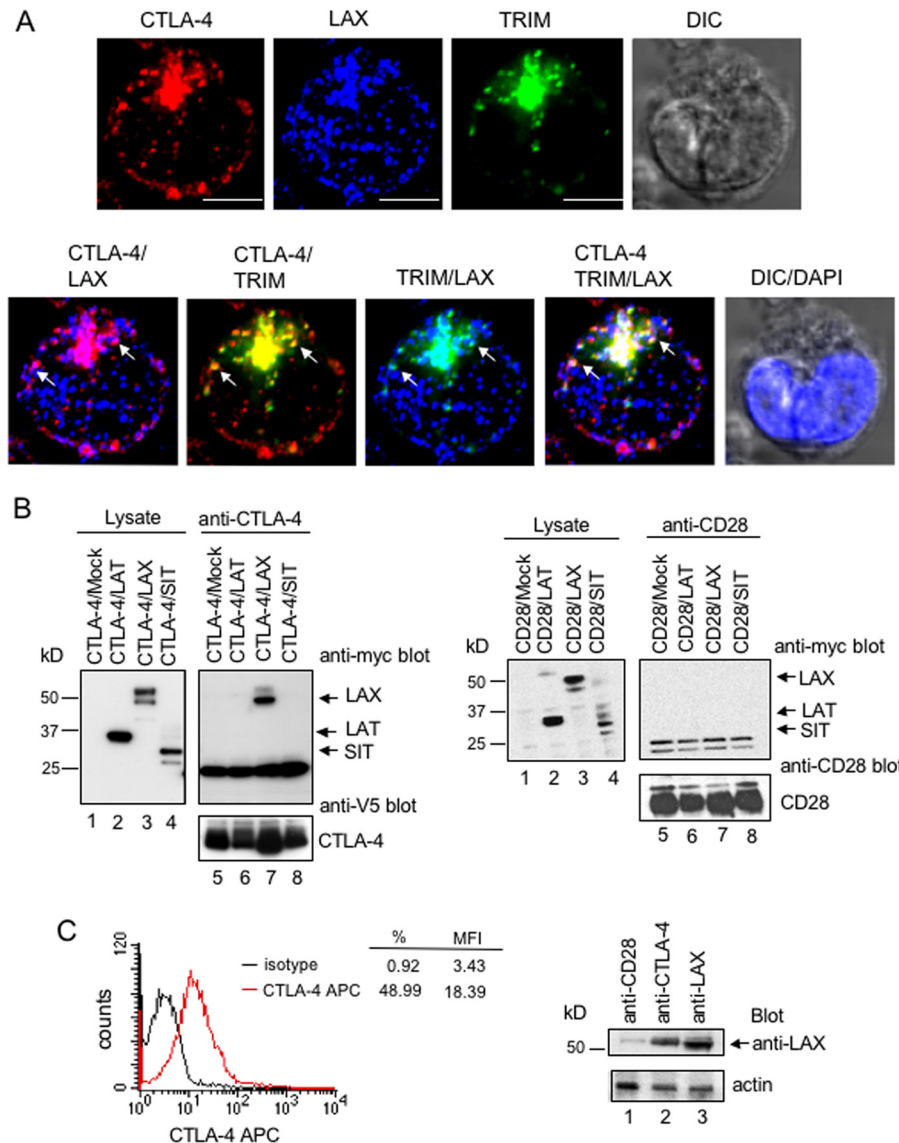 A
CTLA-4 LAX TRIM DIC
CTLA-4/ LAX
CTLA-4/ TRIM
TRIM/LAX
CTLA-4 TRIM/LAX
DIC/DAPI
B
Lysate anti-CTLA-4
CTLA-4/Mock
CTLA-4/LAT
CTLA-4/LAX
CTLA-4/SIT
CTLA-4/Mock
CTLA-4/LAT
CTLA-4/LAX
CTLA-4/SIT
kD
anti-myc blot
50
37
25
LAX
LAT
SIT
1 2 3 4
anti-V5 blot
CTLA-4
5 6 7 8
Lysate anti-CD28
CD28/Mock
CD28/LAT
CD28/LAX
CD28/SIT
CD28/Mock
CD28/LAT
CD28/LAX
CD28/SIT
kD
anti-myc blot
50
37
25
LAX
LAT
SIT
1 2 3 4
anti-CD28 blot
CD28
5 6 7 8
C
120
counts
0
10⁰ 10¹ 10² 10³ 10⁴
CTLA-4 APC
% MFI
isotype 0.92 3.43
CTLA-4 APC 48.99 18.39
anti-CD28
anti-CTLA-4
anti-LAX
kD
Blot
50
anti-LAX
actin
1 2 3